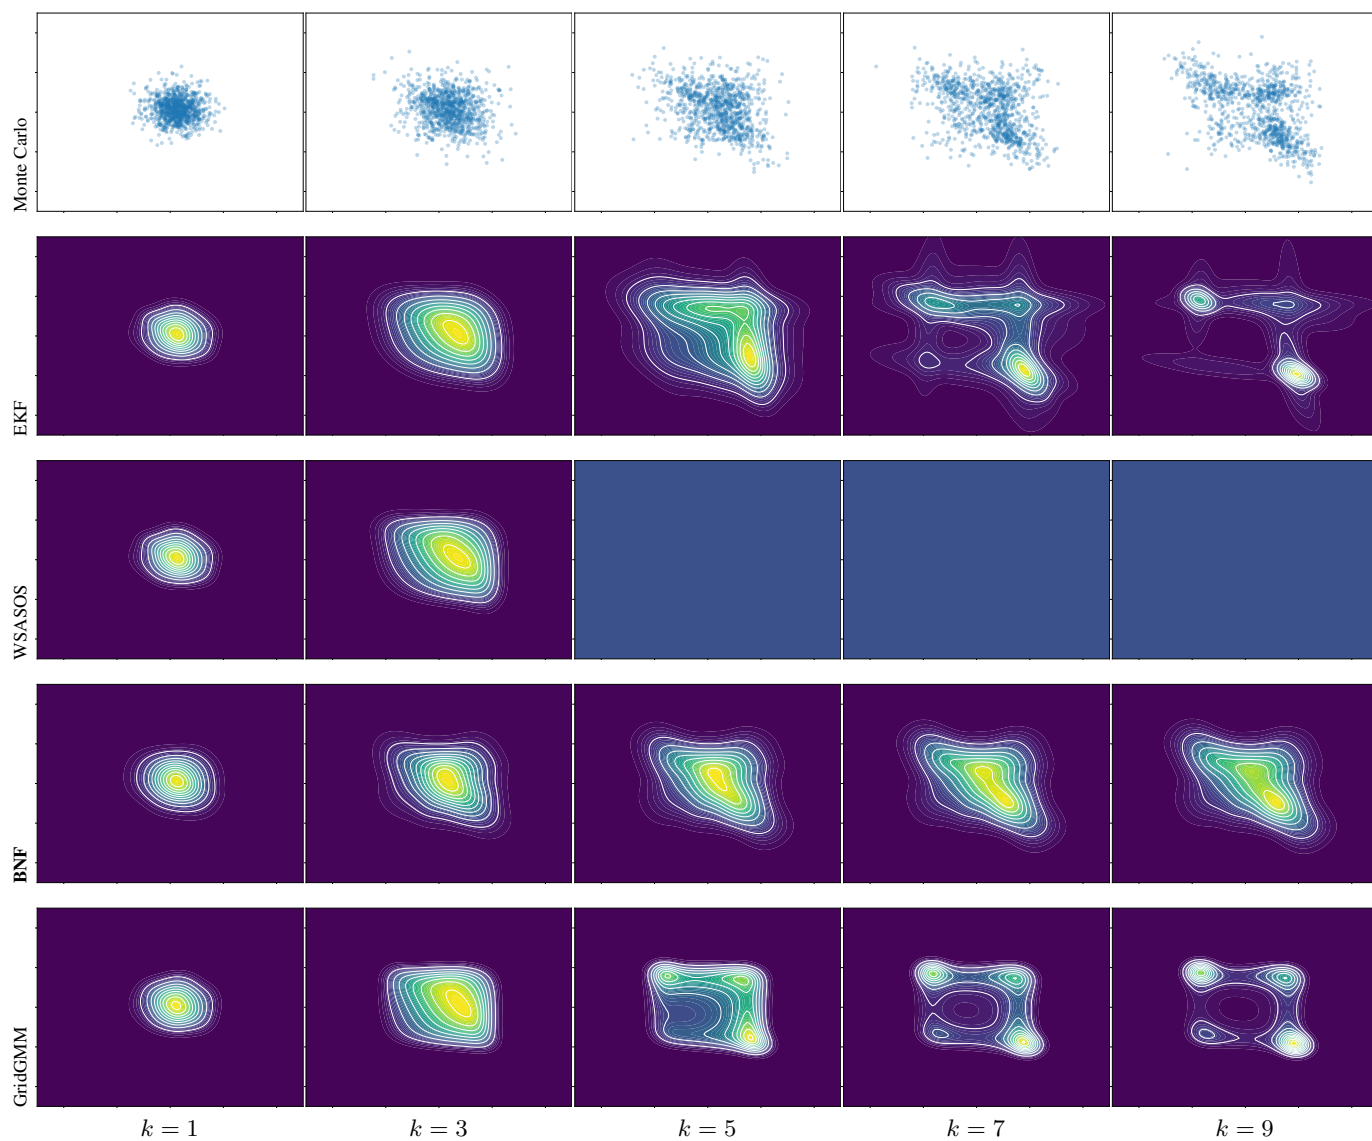 Monte Carlo
EKF
WSASOS
BNF
GridGMM
k = 1
k = 3
k = 5
k = 7
k = 9